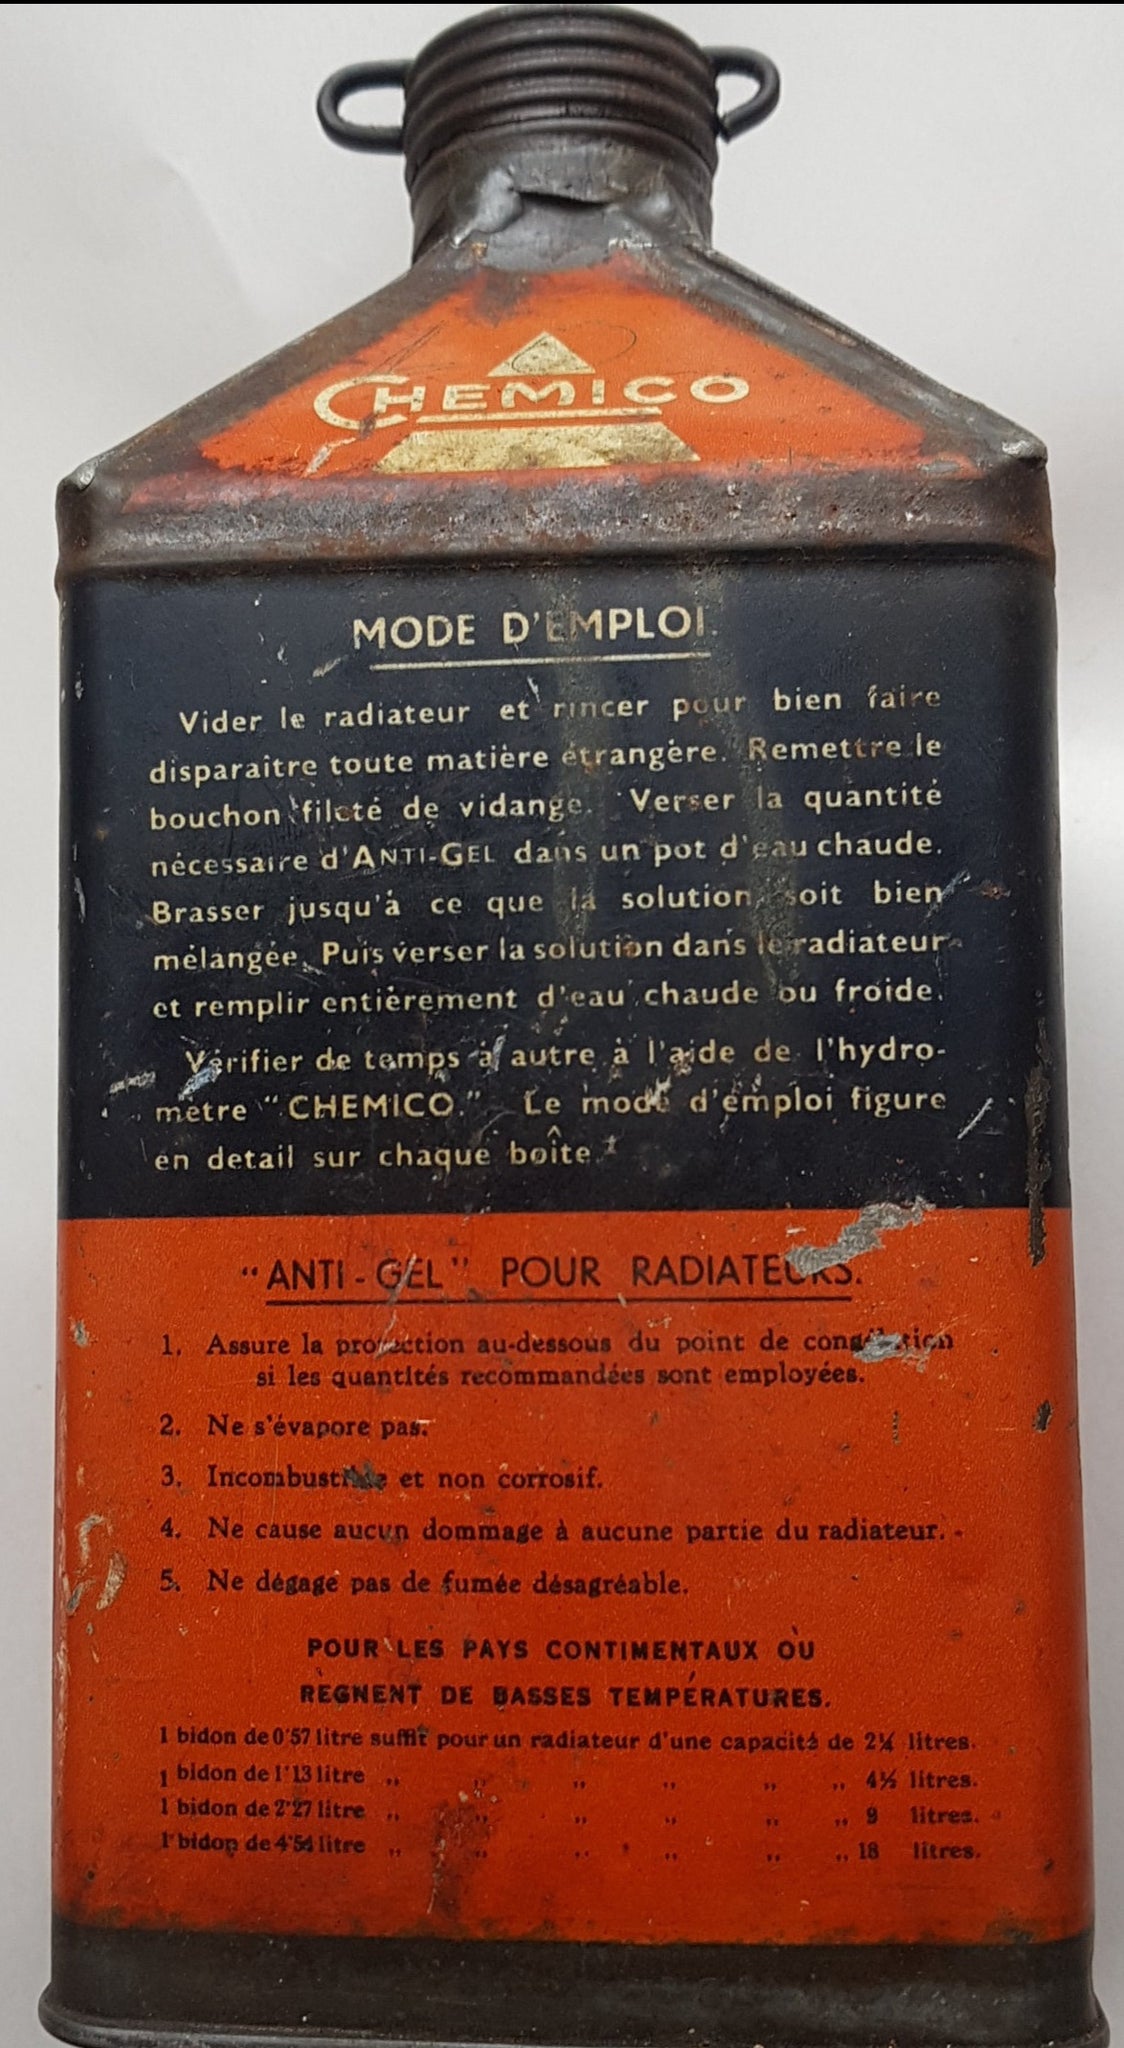 CHEMICO
MODE D'EMPLOI.
Vider le radiateur et rincer pour bien faire
disparaitre toute matière étrangère. Remettre le
bouchon fileté de vidange. Verser la quantité
nécessaire d'ANTI-GEL dans un pot d'eau chaude.
Brasser jusqu'à ce que la solution soit bien
mélangée. Puis verser la solution dans le radiateur
et remplir entièrement d'eau chaude ou froide.
Vérifier de temps à autre à l'aide de l'hydro-
metre "CHEMICO." Le mode d'emploi figure
en detail sur chaque boîte.
"ANTI-GEL" POUR RADIATEURS.
1. Assure la protection au-dessous du point de congélation
si les quantités recommandées sont employées.
2. Ne s'évapore pas.
3. Incombustible et non corrosif.
4. Ne cause aucun dommage à aucune partie du radiateur.
5. Ne dégage pas de fumée désagréable.
POUR LES PAYS CONTIMENTAUX OÙ
RÈGNENT DE BASSES TEMPÉRATURES.
1 bidon de 0·57 litre suffit pour un radiateur d'une capacité de 2¼ litres.
1 bidon de 1·13 litre ,, ,, ,, ,, ,, ,, 4½ litres.
1 bidon de 2·27 litre ,, ,, ,, ,, ,, ,, 9 litres.
1 bidon de 4·54 litre ,, ,, ,, ,, ,, ,, 18 litres.